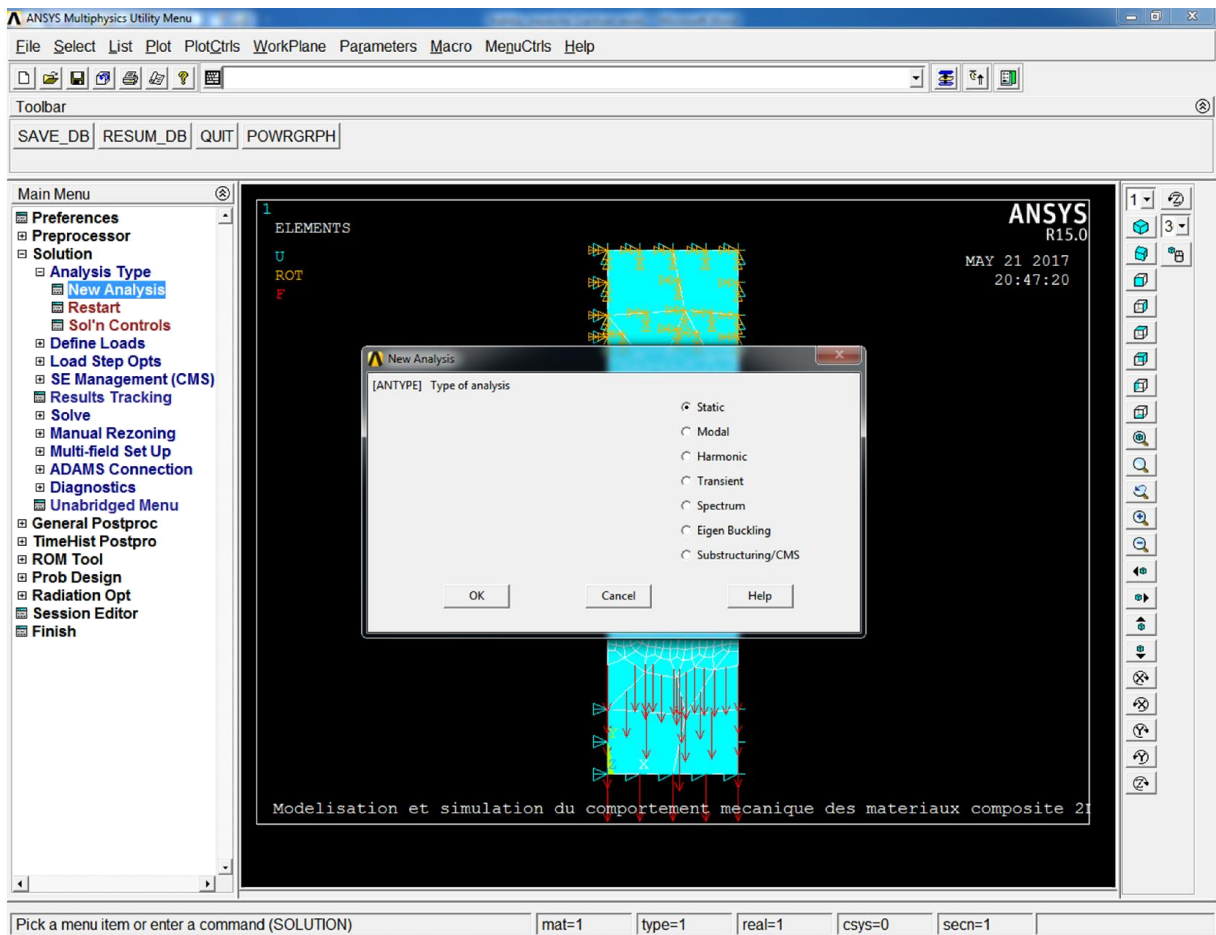 ANSYS Multiphysics Utility Menu
File Select List Plot PlotCtrls WorkPlane Parameters Macro MenuCtrls Help
Toolbar
SAVE_DB RESUM_DB QUIT POWRGRPH
Main Menu
Preferences
Preprocessor
Solution
Analysis Type
New Analysis
Restart
Sol'n Controls
Define Loads
Load Step Opts
SE Management (CMS)
Results Tracking
Solve
Manual Rezoning
Multi-field Set Up
ADAMS Connection
Diagnostics
Unabridged Menu
General Postproc
TimeHist Postpro
ROM Tool
Prob Design
Radiation Opt
Session Editor
Finish
1
ELEMENTS
U
ROT
F
ANSYS
R15.0
MAY 21 2017
20:47:20
New Analysis
[ANTYPE] Type of analysis
Static
Modal
Harmonic
Transient
Spectrum
Eigen Buckling
Substructuring/CMS
OK Cancel Help
Z X
Modelisation et simulation du comportement mecanique des materiaux composite 2
1
3
Pick a menu item or enter a command (SOLUTION) mat=1 type=1 real=1 csys=0 secn=1